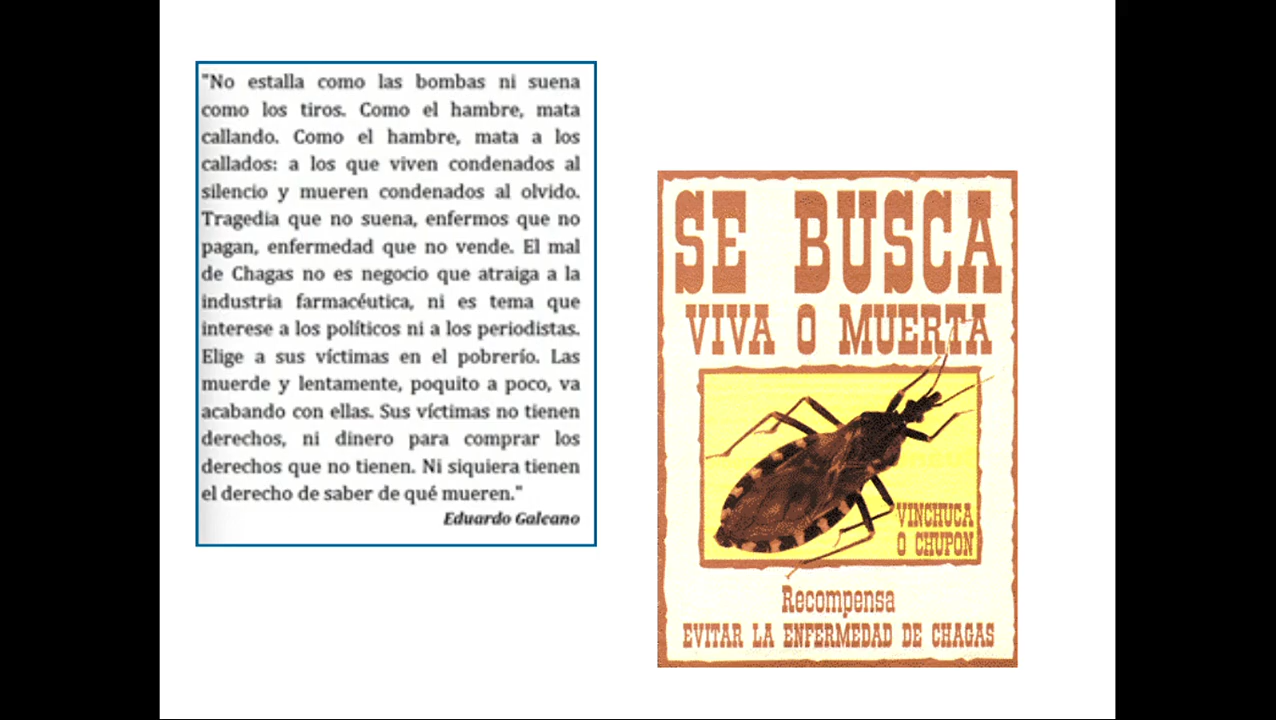 "No estalla como las bombas ni suena
como los tiros. Como el hambre, mata
callando. Como el hambre, mata a los
callados: a los que viven condenados al
silencio y mueren condenados al olvido.
Tragedia que no suena, enfermos que no
pagan, enfermedad que no vende. El mal
de Chagas no es negocio que atraiga a la
industria farmacéutica, ni es tema que
interese a los políticos ni a los periodistas.
Elige a sus víctimas en el pobrerío. Las
muerde y lentamente, poquito a poco, va
acabando con ellas. Sus víctimas no tienen
derechos, ni dinero para comprar los
derechos que no tienen. Ni siquiera tienen
el derecho de saber de qué mueren."
Eduardo Galeano
SE BUSCA
VIVA O MUERTA
VINCHUCA
O CHUPON
Recompensa
EVITAR LA ENFERMEDAD DE CHAGAS